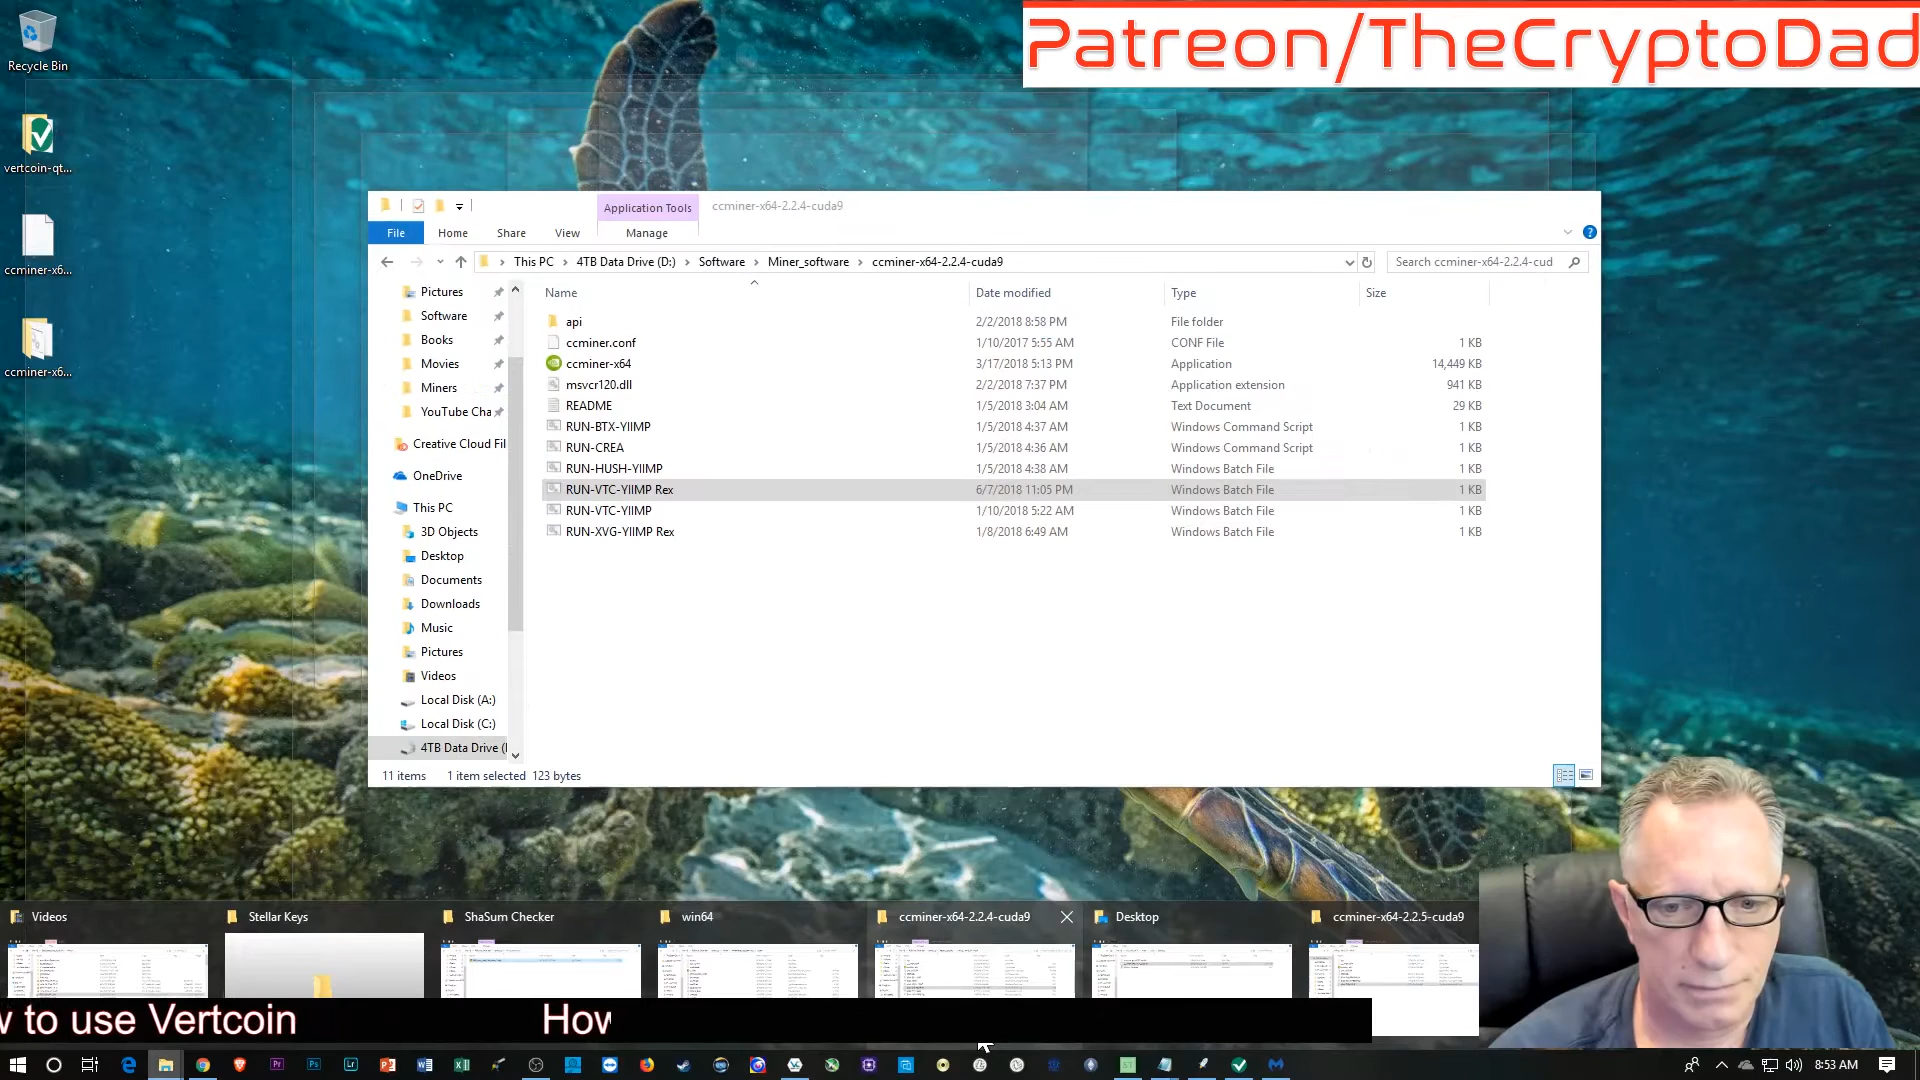 Patreon/TheCryptoDad
Recycle Bin
vertcoin-qt...
ccminer-x6...
ccminer-x6...
Application Tools
ccminer-x64-2.2.4-cuda9
File
Home
Share
View
Manage
This PC
4TB Data Drive (D:)
Software
Miner_software
ccminer-x64-2.2.4-cuda9
Search ccminer-x64-2.2.4-cud
Name
Date modified
Type
Size
Pictures
Software
Books
Movies
Miners
YouTube Cha
Creative Cloud Fil
OneDrive
This PC
3D Objects
Desktop
Documents
Downloads
Music
Pictures
Videos
Local Disk (A:)
Local Disk (C:)
4TB Data Drive (
api 2/2/2018 8:58 PM File folder
ccminer.conf 1/10/2017 5:55 AM CONF File 1 KB
ccminer-x64 3/17/2018 5:13 PM Application 14,449 KB
msvcr120.dll 2/2/2018 7:37 PM Application extension 941 KB
README 1/5/2018 3:04 AM Text Document 29 KB
RUN-BTX-YIIMP 1/5/2018 4:37 AM Windows Command Script 1 KB
RUN-CREA 1/5/2018 4:36 AM Windows Command Script 1 KB
RUN-HUSH-YIIMP 1/5/2018 4:38 AM Windows Batch File 1 KB
RUN-VTC-YIIMP Rex 6/7/2018 11:05 PM Windows Batch File 1 KB
RUN-VTC-YIIMP 1/10/2018 5:22 AM Windows Batch File 1 KB
RUN-XVG-YIIMP Rex 1/8/2018 6:49 AM Windows Batch File 1 KB
11 items 1 item selected 123 bytes
Videos
Stellar Keys
ShaSum Checker
win64
ccminer-x64-2.2.4-cuda9
Desktop
ccminer-x64-2.2.5-cuda9
w to use Vertcoin
How
8:53 AM